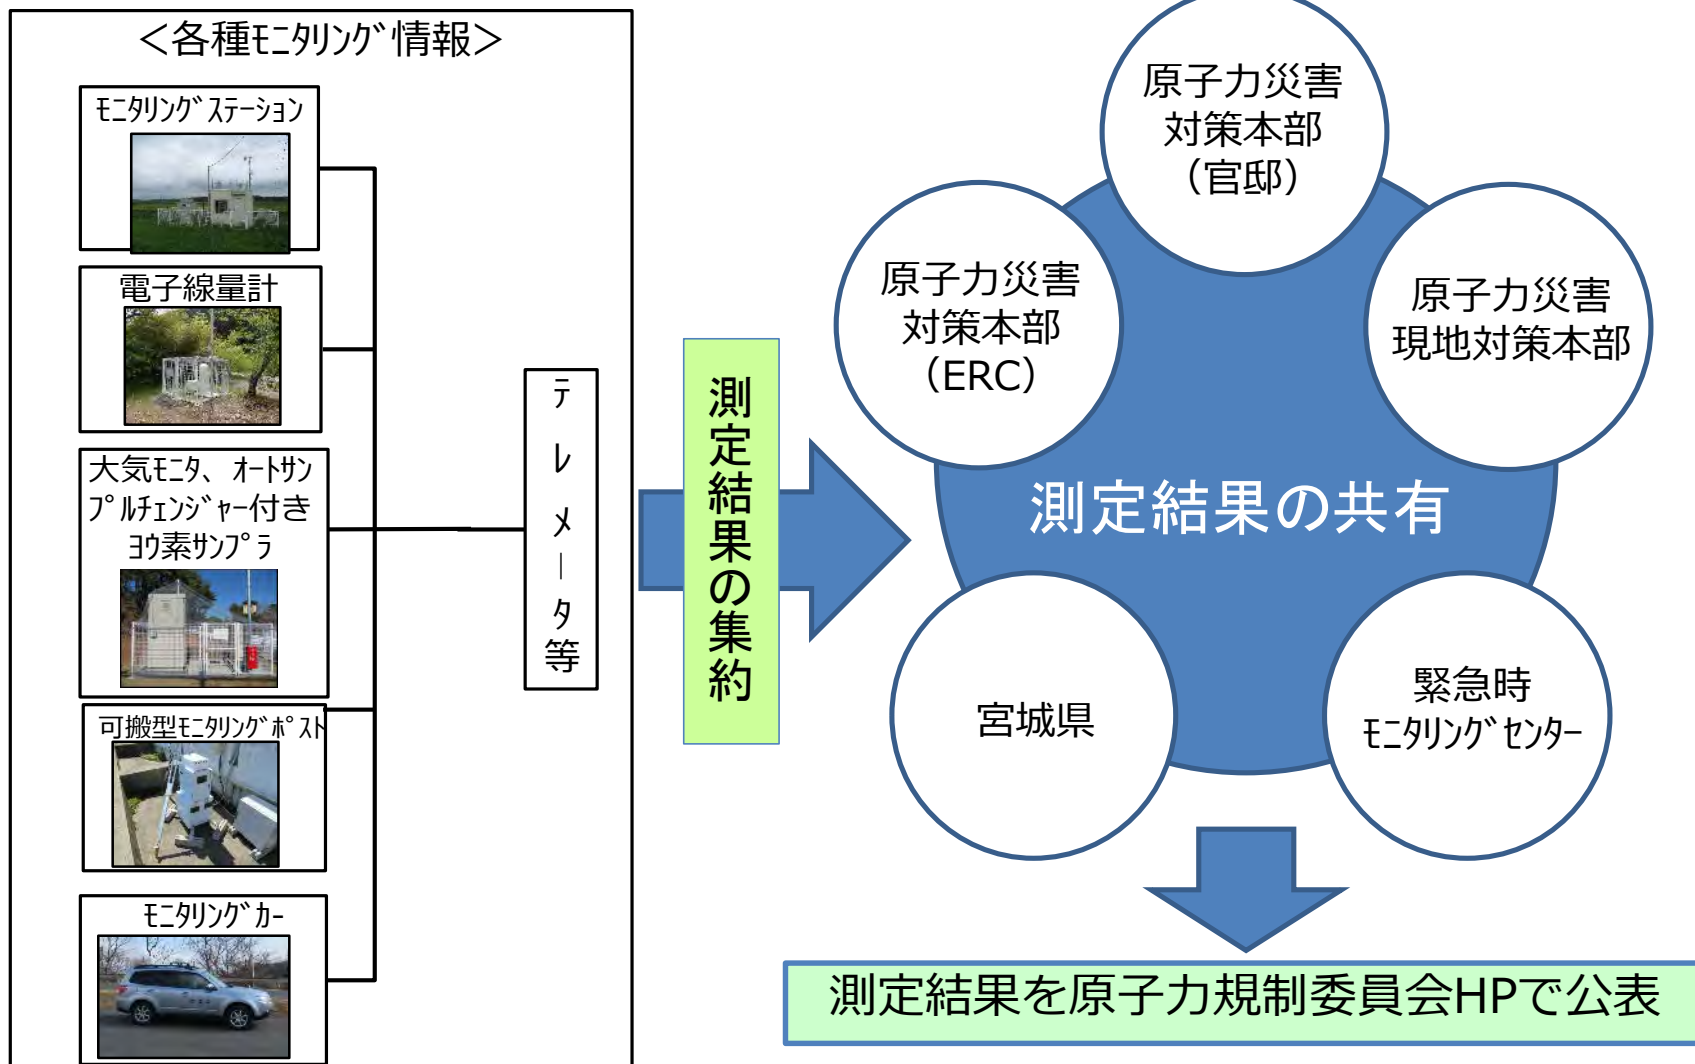 ＜各種ﾓﾆﾀﾘﾝｸﾞ情報＞
ﾓﾆﾀﾘﾝｸﾞｽﾃｰｼｮﾝ
電子線量計
大気ﾓﾆﾀ、ｵｰﾄｻﾝ
ﾌﾟﾙﾁｪﾝｼﾞｬｰ付き
ﾖｳ素ｻﾝﾌﾟﾗ
可搬型ﾓﾆﾀﾘﾝｸﾞﾎﾟｽﾄ
ﾓﾆﾀﾘﾝｸﾞｶｰ
テレメータ等
測定結果の集約
原子力災害
対策本部
（官邸）
原子力災害
対策本部
（ERC）
原子力災害
現地対策本部
測定結果の共有
宮城県
緊急時
ﾓﾆﾀﾘﾝｸﾞｾﾝﾀｰ
測定結果を原子力規制委員会HPで公表